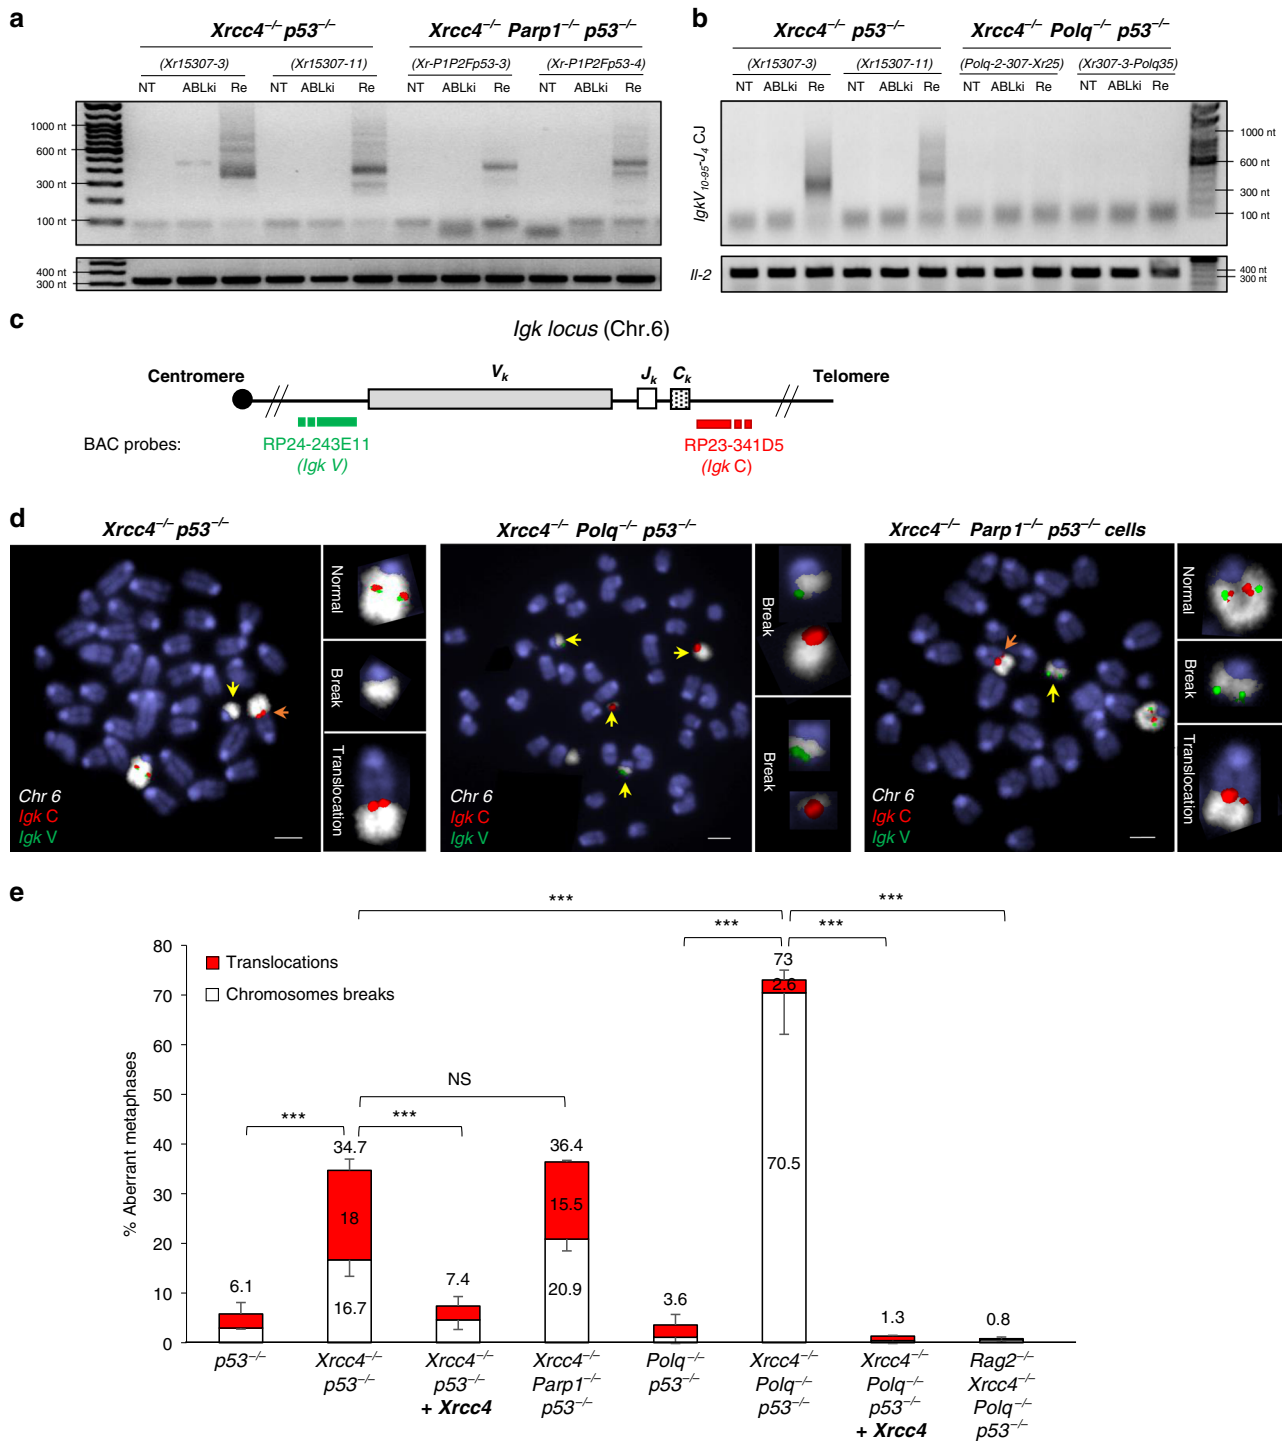 a
Xrcc4–/– p53–/–
Xrcc4–/– Parp1–/– p53–/–
(Xr15307-3)
(Xr15307-11)
(Xr-P1P2Fp53-3)
(Xr-P1P2Fp53-4)
NT ABLki Re NT ABLki Re NT ABLki Re NT ABLki Re
1000 nt
600 nt
300 nt
100 nt
400 nt
300 nt
b
Xrcc4–/– p53–/–
Xrcc4–/– Polq–/– p53–/–
(Xr15307-3)
(Xr15307-11)
(Polq-2-307-Xr25)
(Xr307-3-Polq35)
NT ABLki Re NT ABLki Re NT ABLki Re NT ABLki Re
IgkV10-95-J4 CJ
1000 nt
600 nt
300 nt
100 nt
Il-2
400 nt
300 nt
c
Igk locus (Chr.6)
Centromere
Vk
Jk
Ck
Telomere
BAC probes:
RP24-243E11
(Igk V)
RP23-341D5
(Igk C)
d
Xrcc4–/– p53–/–
Xrcc4–/– Polq–/– p53–/–
Xrcc4–/– Parp1–/– p53–/– cells
Normal
Break
Translocation
Chr 6
Igk C
Igk V
Break
Break
Chr 6
Igk C
Igk V
Normal
Break
Translocation
Chr 6
Igk C
Igk V
e
% Aberrant metaphases
80
70
60
50
40
30
20
10
0
Translocations
Chromosomes breaks
***
***
***
***
***
***
NS
6.1
34.7
18
16.7
7.4
36.4
15.5
20.9
3.6
73
2.6
70.5
1.3
0.8
p53–/–
Xrcc4–/–
p53–/–
Xrcc4–/–
p53–/–
+ Xrcc4
Xrcc4–/–
Parp1–/–
p53–/–
Polq–/–
p53–/–
Xrcc4–/–
Polq–/–
p53–/–
Xrcc4–/–
Polq–/–
p53–/–
+ Xrcc4
Rag2–/–
Xrcc4–/–
Polq–/–
p53–/–